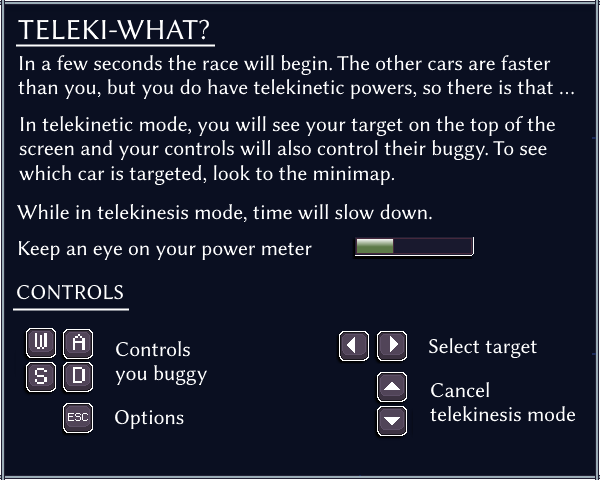 TELEKI-WHAT?
In a few seconds the race will begin. The other cars are faster
than you, but you do have telekinetic powers, so there is that ...
In telekinetic mode, you will see your target on the top of the
screen and your controls will also control their buggy. To see
which car is targeted, look to the minimap.
While in telekinesis mode, time will slow down.
Keep an eye on your power meter
CONTROLS
W A
S D
Controls
you buggy
ESC
Options
Select target
Cancel
telekinesis mode